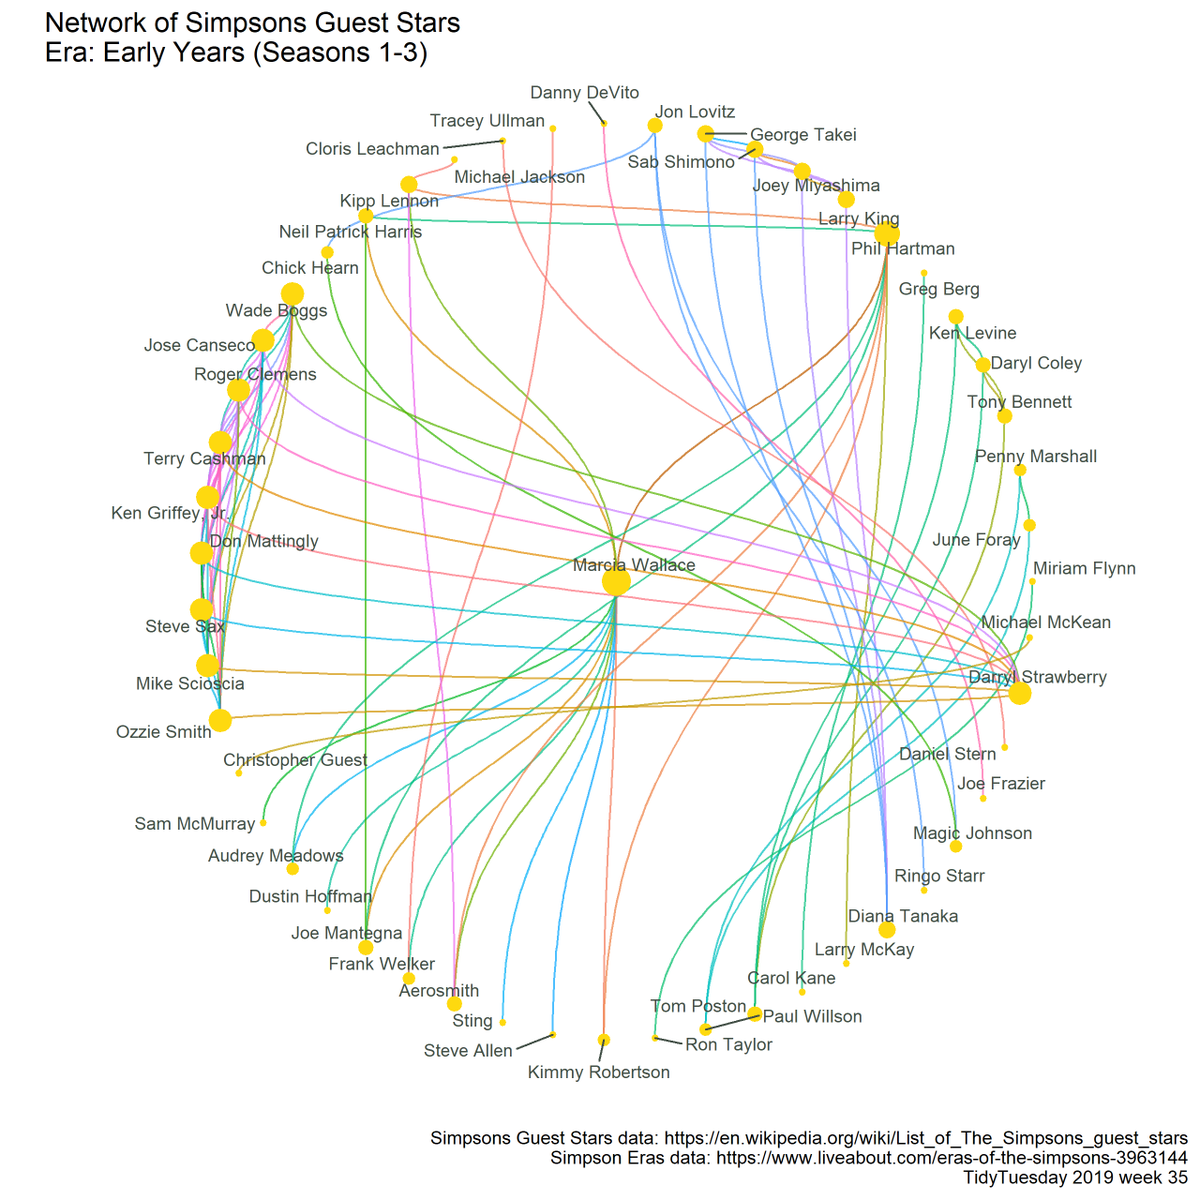 Network of Simpsons Guest Stars
Era: Early Years (Seasons 1-3)
Danny DeVito
Jon Lovitz
Tracey Ullman
George Takei
Cloris Leachman
Sab Shimono
Michael Jackson
Joey Miyashima
Kipp Lennon
Larry King
Neil Patrick Harris
Phil Hartman
Chick Hearn
Greg Berg
Wade Boggs
Ken Levine
Jose Canseco
Daryl Coley
Roger Clemens
Tony Bennett
Terry Cashman
Penny Marshall
Ken Griffey, Jr.
Don Mattingly
June Foray
Marcia Wallace
Miriam Flynn
Steve Sax
Michael McKean
Mike Scioscia
Darryl Strawberry
Ozzie Smith
Christopher Guest
Daniel Stern
Joe Frazier
Sam McMurray
Magic Johnson
Audrey Meadows
Ringo Starr
Dustin Hoffman
Diana Tanaka
Joe Mantegna
Larry McKay
Frank Welker
Carol Kane
Aerosmith
Tom Poston
Sting
Paul Willson
Steve Allen
Ron Taylor
Kimmy Robertson
Simpsons Guest Stars data: https://en.wikipedia.org/wiki/List_of_The_Simpsons_guest_stars
Simpson Eras data: https://www.liveabout.com/eras-of-the-simpsons-3963144
TidyTuesday 2019 week 35